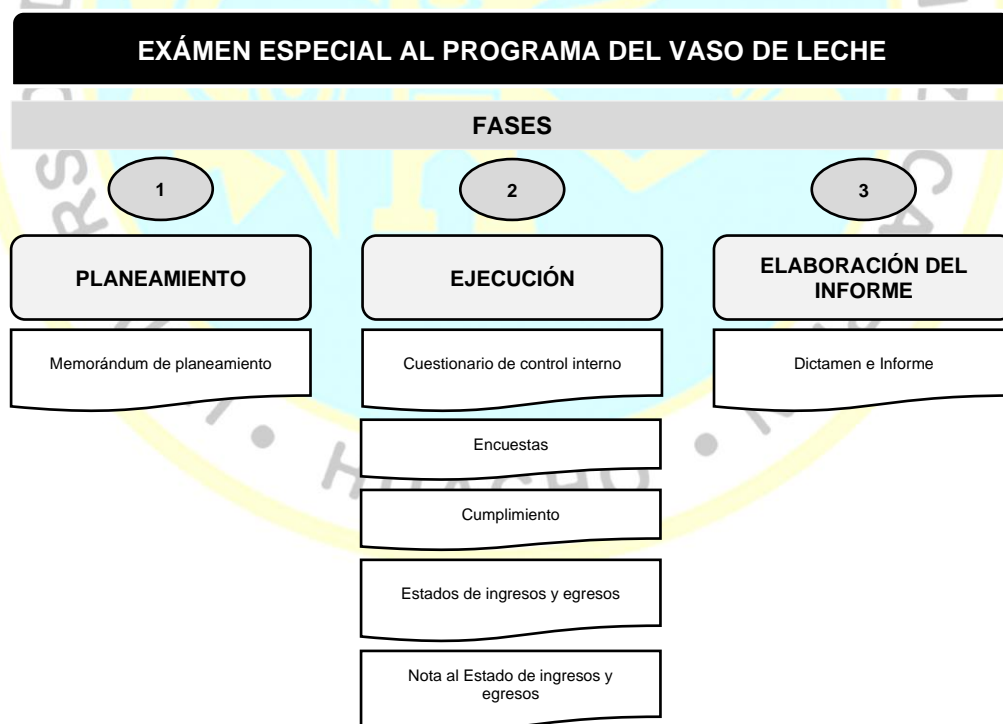 EXÁMEN ESPECIAL AL PROGRAMA DEL VASO DE LECHE
FASES
1
2
3
PLANEAMIENTO
EJECUCIÓN
ELABORACIÓN DEL
INFORME
Memorándum de planeamiento
Cuestionario de control interno
Dictamen e Informe
Encuestas
HUACHO
Cumplimiento
Estados de ingresos y egresos
Nota al Estado de ingresos y
egresos